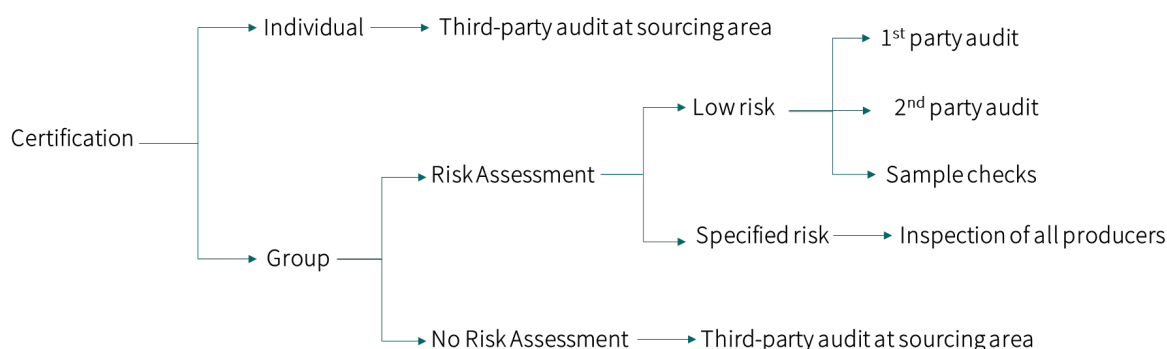 Individual
Third-party audit at sourcing area
1st party audit
Low risk
2nd party audit
Certification
Risk Assessment
Sample checks
Specified risk
Inspection of all producers
Group
No Risk Assessment
Third-party audit at sourcing area